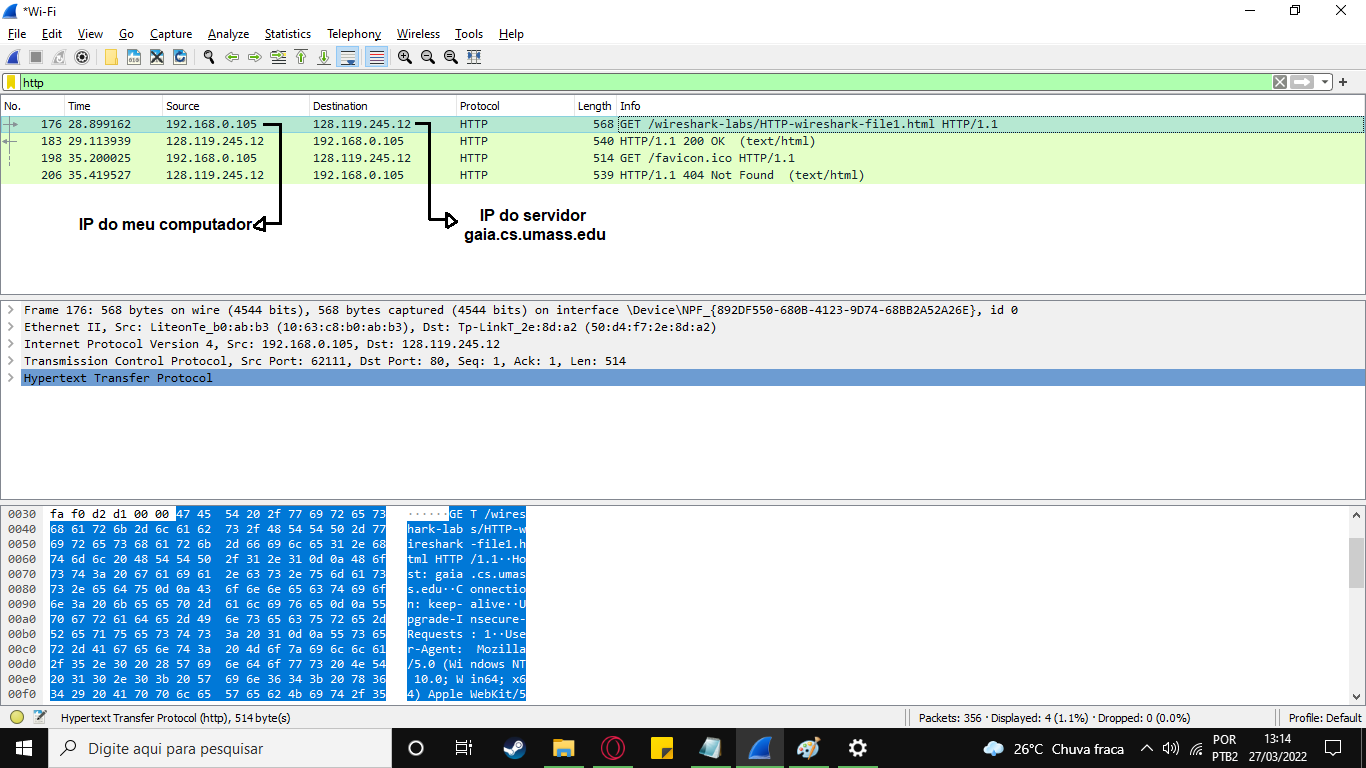 *Wi-Fi
File Edit View Go Capture Analyze Statistics Telephony Wireless Tools Help
http
No. Time Source Destination Protocol Length Info
176 28.899162 192.168.0.105 128.119.245.12 HTTP 568 GET /wireshark-labs/HTTP-wireshark-file1.html HTTP/1.1
183 29.113939 128.119.245.12 192.168.0.105 HTTP 540 HTTP/1.1 200 OK (text/html)
198 35.200025 192.168.0.105 128.119.245.12 HTTP 514 GET /favicon.ico HTTP/1.1
206 35.419527 128.119.245.12 192.168.0.105 HTTP 539 HTTP/1.1 404 Not Found (text/html)
IP do meu computador
IP do servidor
gaia.cs.umass.edu
Frame 176: 568 bytes on wire (4544 bits), 568 bytes captured (4544 bits) on interface \Device\NPF_{892DF550-680B-4123-9D74-68BB2A52A26E}, id 0
Ethernet II, Src: LiteonTe_b0:ab:b3 (10:63:c8:b0:ab:b3), Dst: Tp-LinkT_2e:8d:a2 (50:d4:f7:2e:8d:a2)
Internet Protocol Version 4, Src: 192.168.0.105, Dst: 128.119.245.12
Transmission Control Protocol, Src Port: 62111, Dst Port: 80, Seq: 1, Ack: 1, Len: 514
Hypertext Transfer Protocol
0030 fa f0 d2 d1 00 00 47 45 54 20 2f 77 69 72 65 73 ······GE T /wires
0040 68 61 72 6b 2d 6c 61 62 73 2f 48 54 54 50 2d 77 hark-lab s/HTTP-w
0050 69 72 65 73 68 61 72 6b 2d 66 69 6c 65 31 2e 68 ireshark -file1.h
0060 74 6d 6c 20 48 54 54 50 2f 31 2e 31 0d 0a 48 6f tml HTTP /1.1··Ho
0070 73 74 3a 20 67 61 69 61 2e 63 73 2e 75 6d 61 73 st: gaia .cs.umas
0080 73 2e 65 64 75 0d 0a 43 6f 6e 6e 65 63 74 69 6f s.edu··C onnectio
0090 6e 3a 20 6b 65 65 70 2d 61 6c 69 76 65 0d 0a 55 n: keep- alive··U
00a0 70 67 72 61 64 65 2d 49 6e 73 65 63 75 72 65 2d pgrade-I nsecure-
00b0 52 65 71 75 65 73 74 73 3a 20 31 0d 0a 55 73 65 Requests : 1··Use
00c0 72 2d 41 67 65 6e 74 3a 20 4d 6f 7a 69 6c 6c 61 r-Agent: Mozilla
00d0 2f 35 2e 30 20 28 57 69 6e 64 6f 77 73 20 4e 54 /5.0 (Wi ndows NT
00e0 20 31 30 2e 30 3b 20 57 69 6e 36 34 3b 20 78 36 10.0; W in64; x6
00f0 34 29 20 41 70 70 6c 65 57 65 62 4b 69 74 2f 35 4) Apple WebKit/5
Hypertext Transfer Protocol (http), 514 byte(s) Packets: 356 · Displayed: 4 (1.1%) · Dropped: 0 (0.0%) Profile: Default
Digite aqui para pesquisar 26°C Chuva fraca POR PTB2 13:14 27/03/2022